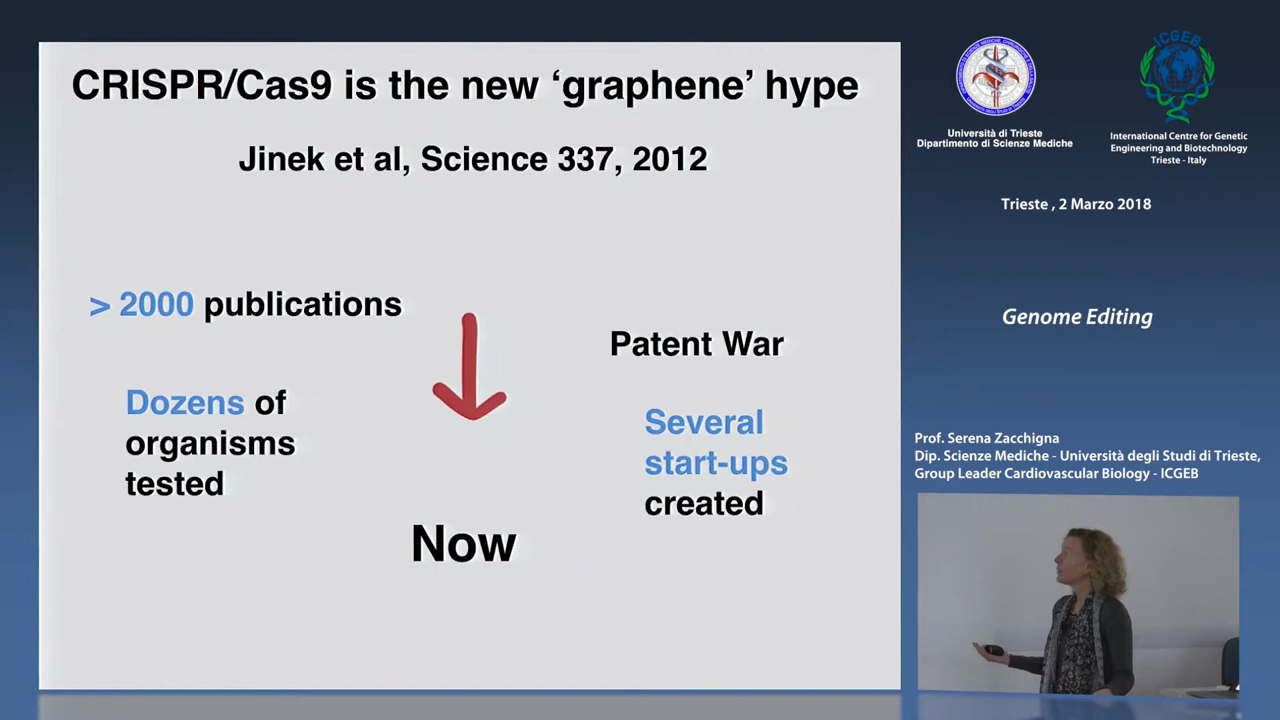 CRISPR/Cas9 is the new ‘graphene’ hype
Jinek et al, Science 337, 2012
> 2000 publications
Dozens of
organisms
tested
Patent War
Several
start-ups
created
Now
ICGEB
Università di Trieste
Dipartimento di Scienze Mediche
International Centre for Genetic
Engineering and Biotechnology
Trieste - Italy
Trieste , 2 Marzo 2018
Genome Editing
Prof. Serena Zacchigna
Dip. Scienze Mediche - Università degli Studi di Trieste,
Group Leader Cardiovascular Biology - ICGEB